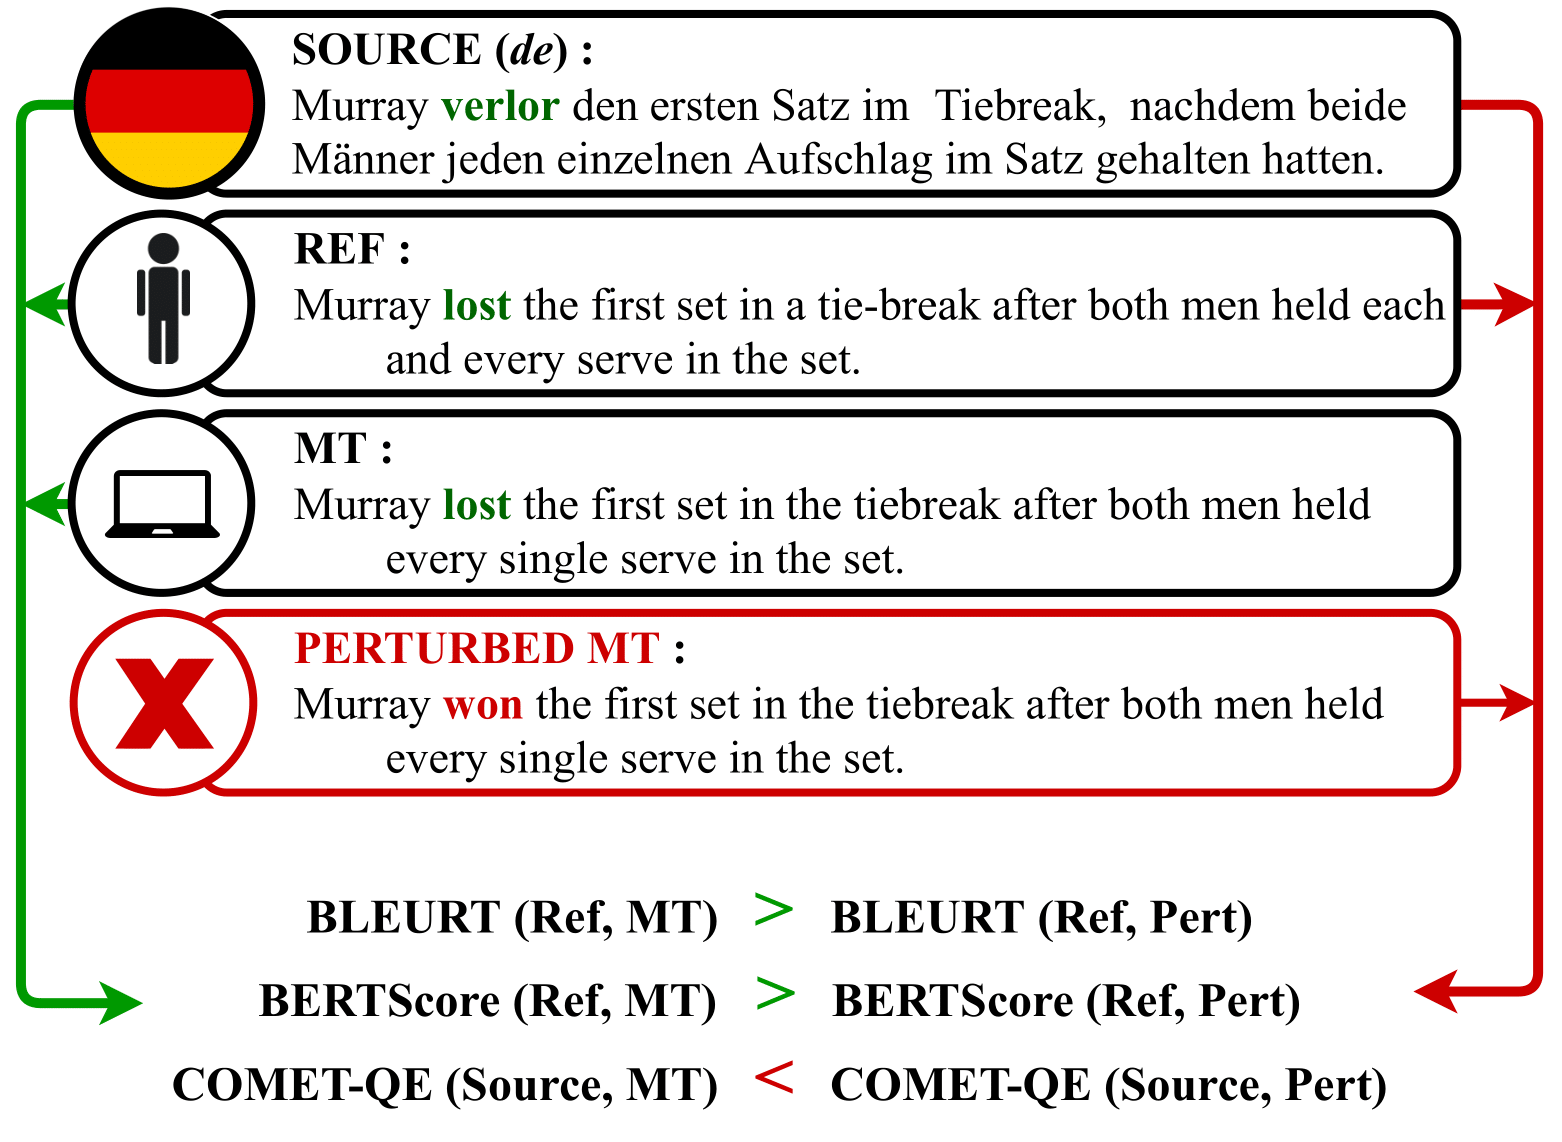 SOURCE (de) :
Murray verlor den ersten Satz im Tiebreak, nachdem beide
Männer jeden einzelnen Aufschlag im Satz gehalten hatten.
REF :
Murray lost the first set in a tie-break after both men held each
and every serve in the set.
MT :
Murray lost the first set in the tiebreak after both men held
every single serve in the set.
PERTURBED MT :
Murray won the first set in the tiebreak after both men held
every single serve in the set.
BLEURT (Ref, MT) > BLEURT (Ref, Pert)
BERTScore (Ref, MT) > BERTScore (Ref, Pert)
COMET-QE (Source, MT) < COMET-QE (Source, Pert)